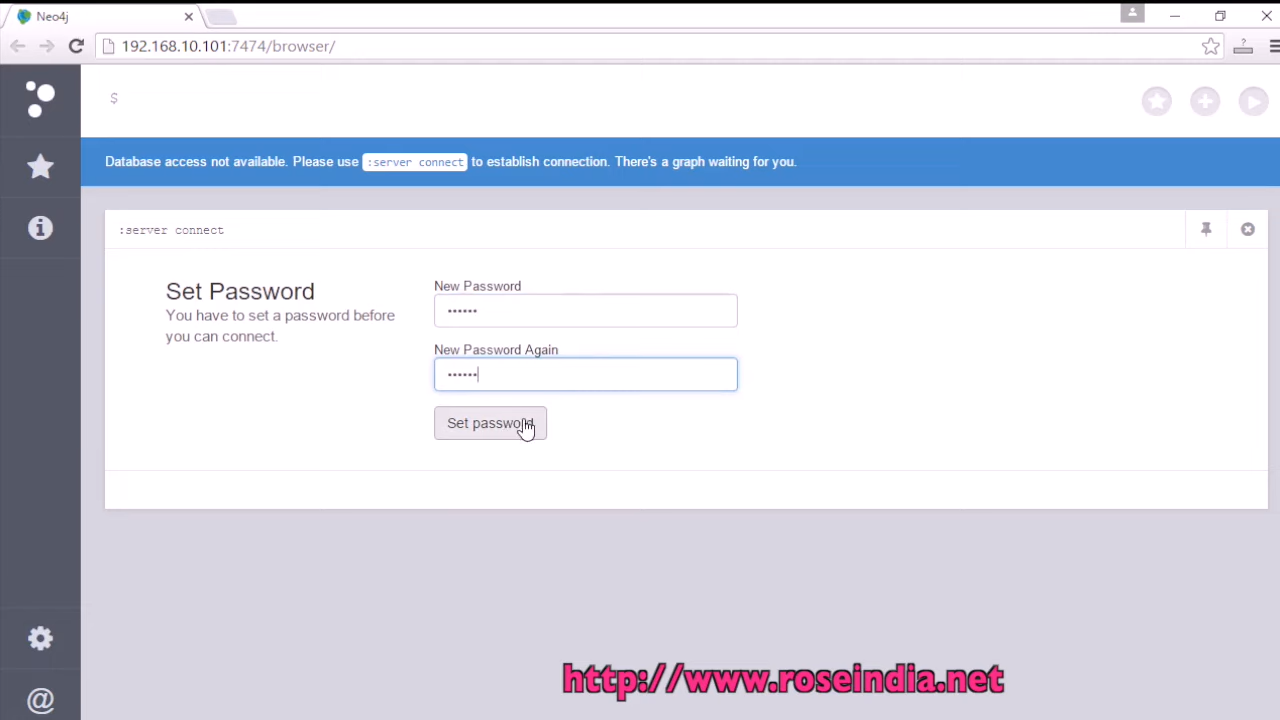 Neo4j
192.168.10.101:7474/browser/
$
Database access not available. Please use :server connect to establish connection. There's a graph waiting for you.
:server connect
Set Password
You have to set a password before
you can connect.
New Password
••••••
New Password Again
••••••
Set password
http://www.roseindia.net